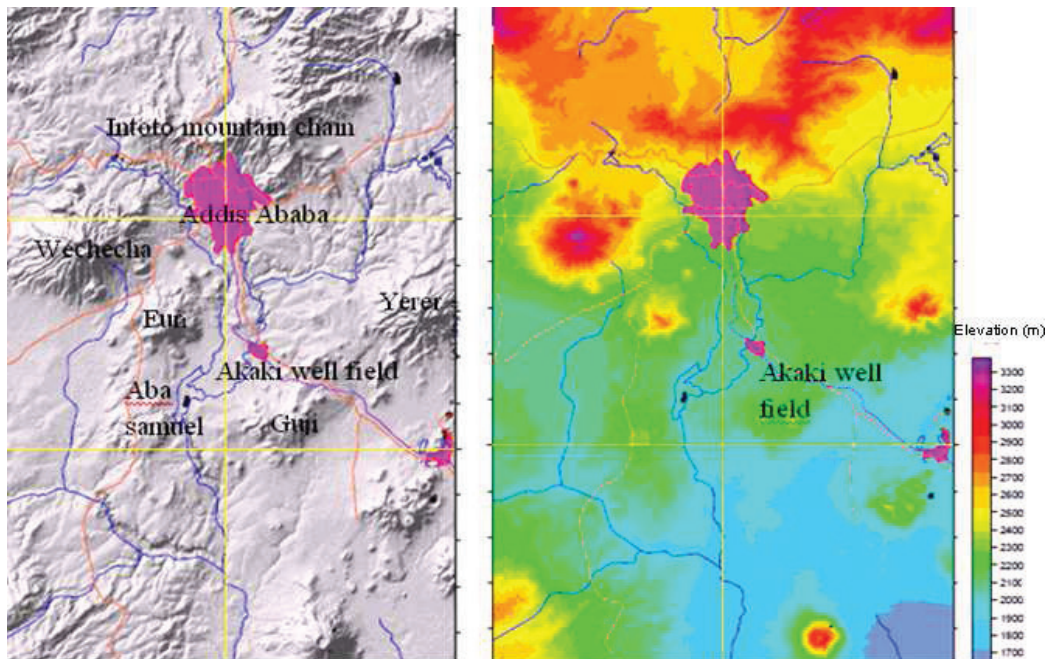 Intoto mountain chain
Addis Ababa
Wechecha
Yerer
Furi
Akaki well field
Aba
samuel
Guji
Elevation (m)
Akaki well
field
3300
3200
3100
3000
2900
2800
2700
2600
2500
2400
2300
2200
2100
2000
1900
1800
1700